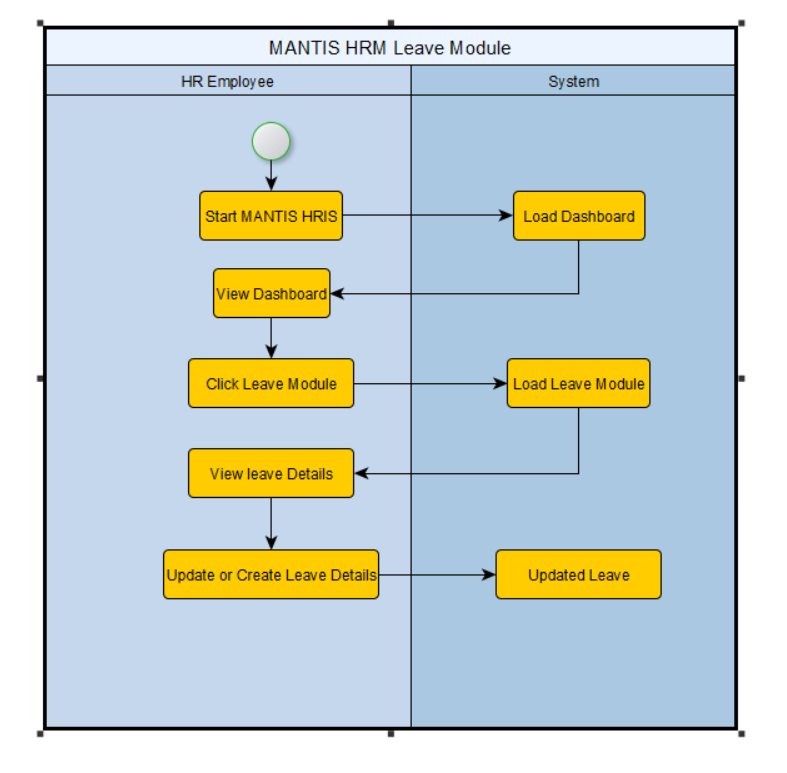 MANTIS HRM Leave Module
HR Employee
System
Start MANTIS HRIS
Load Dashboard
View Dashboard
Click Leave Module
Load Leave Module
View leave Details
Update or Create Leave Details
Updated Leave